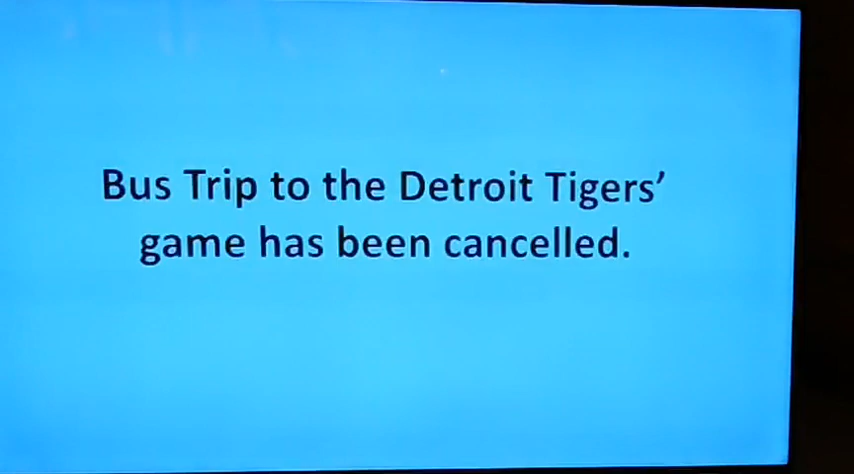 Bus Trip to the Detroit Tigers’
game has been cancelled.